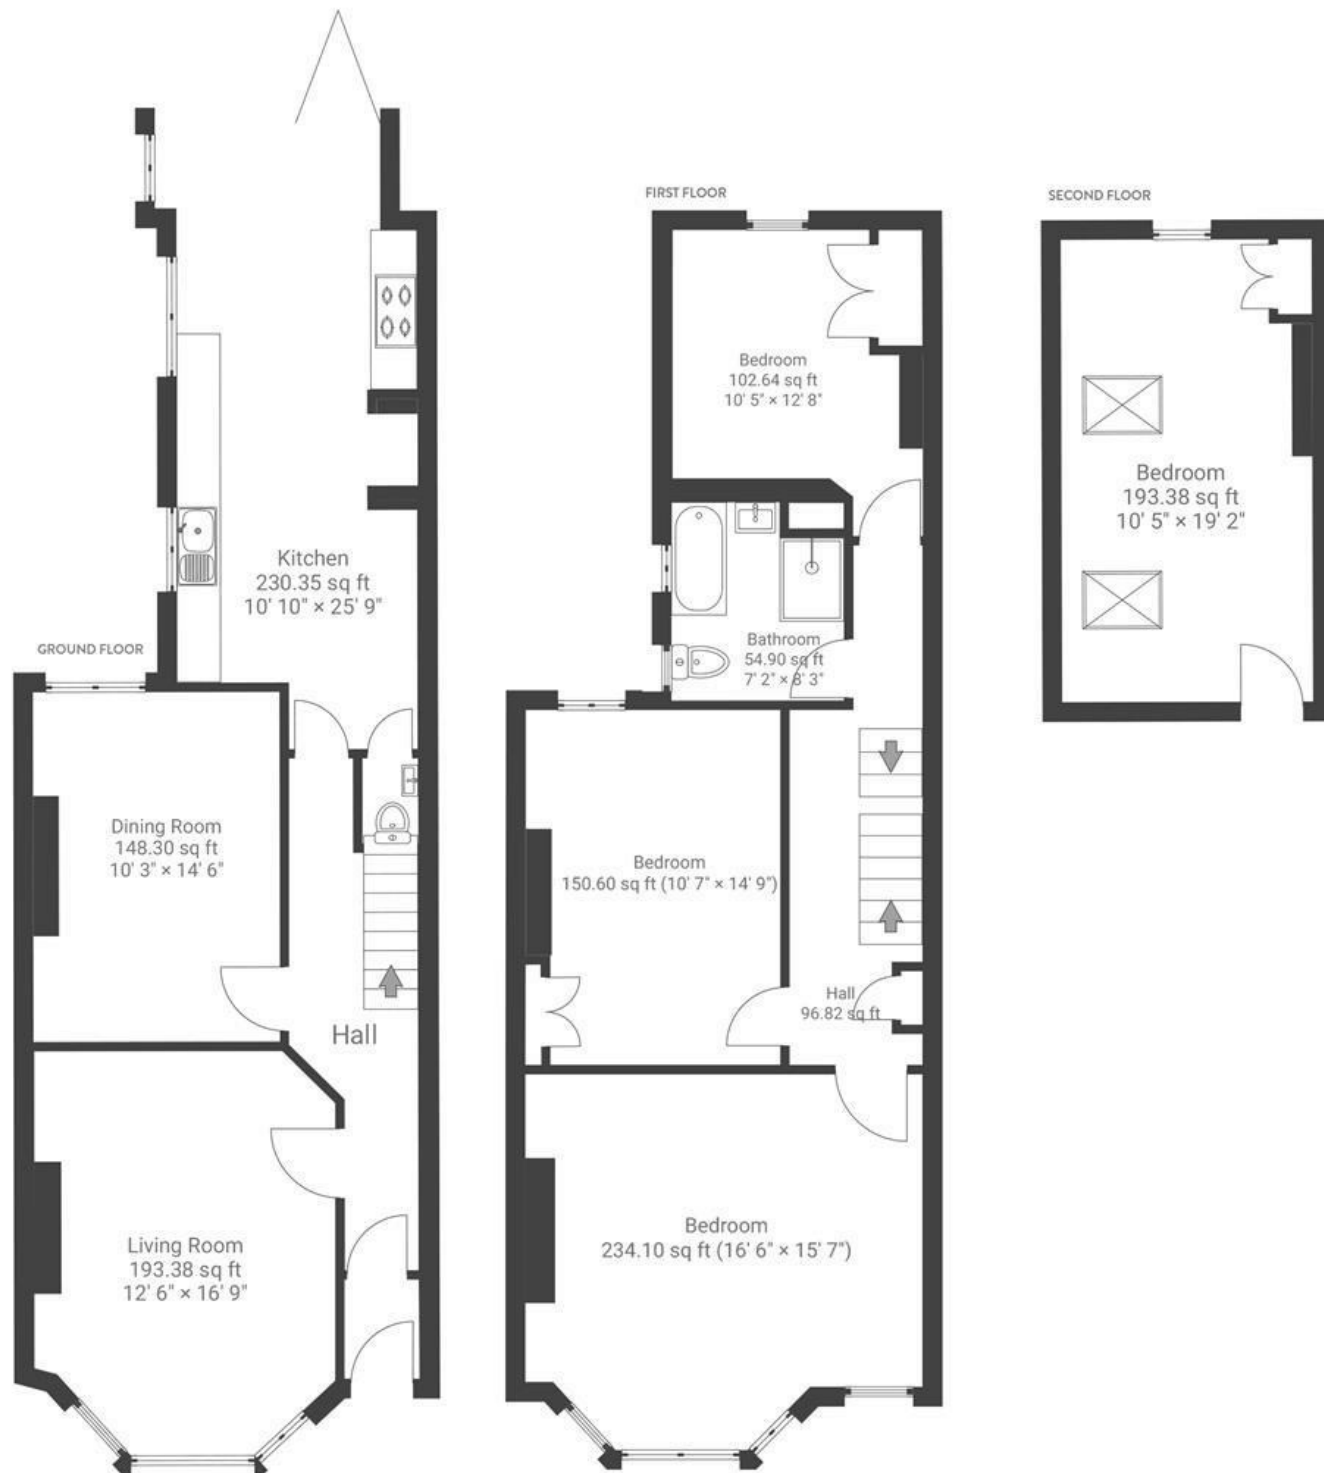 GROUND FLOOR
Kitchen
230.35 sq ft
10' 10" × 25' 9"
Dining Room
148.30 sq ft
10' 3" × 14' 6"
Hall
Living Room
193.38 sq ft
12' 6" × 16' 9"
FIRST FLOOR
Bedroom
102.64 sq ft
10' 5" × 12' 8"
Bathroom
54.90 sq ft
7' 2" × 8' 3"
Bedroom
150.60 sq ft (10' 7" × 14' 9")
Hall
96.82 sq ft
Bedroom
234.10 sq ft (16' 6" × 15' 7")
SECOND FLOOR
Bedroom
193.38 sq ft
10' 5" × 19' 2"